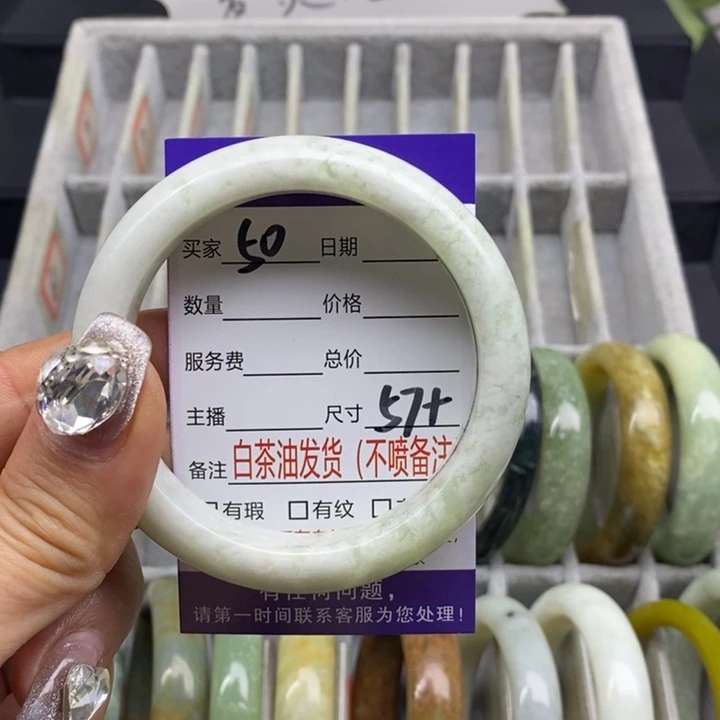 买家 50 日期
数量 价格
服务费 总价
主播 尺寸 57+
备注 白茶油发货（不喷备注
有瑕 □有纹 □
有任何问题，
请第一时间联系客服为您处理！